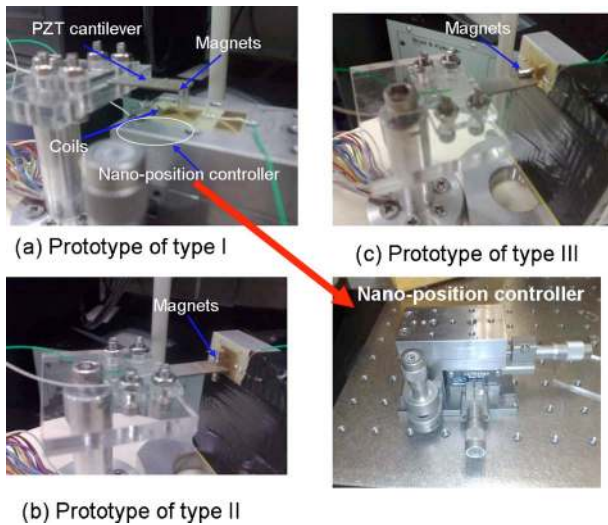 PZT cantilever
Magnets
Coils
Nano-position controller
(a) Prototype of type I
Magnets
(c) Prototype of type III
Magnets
(b) Prototype of type II
Nano-position controller